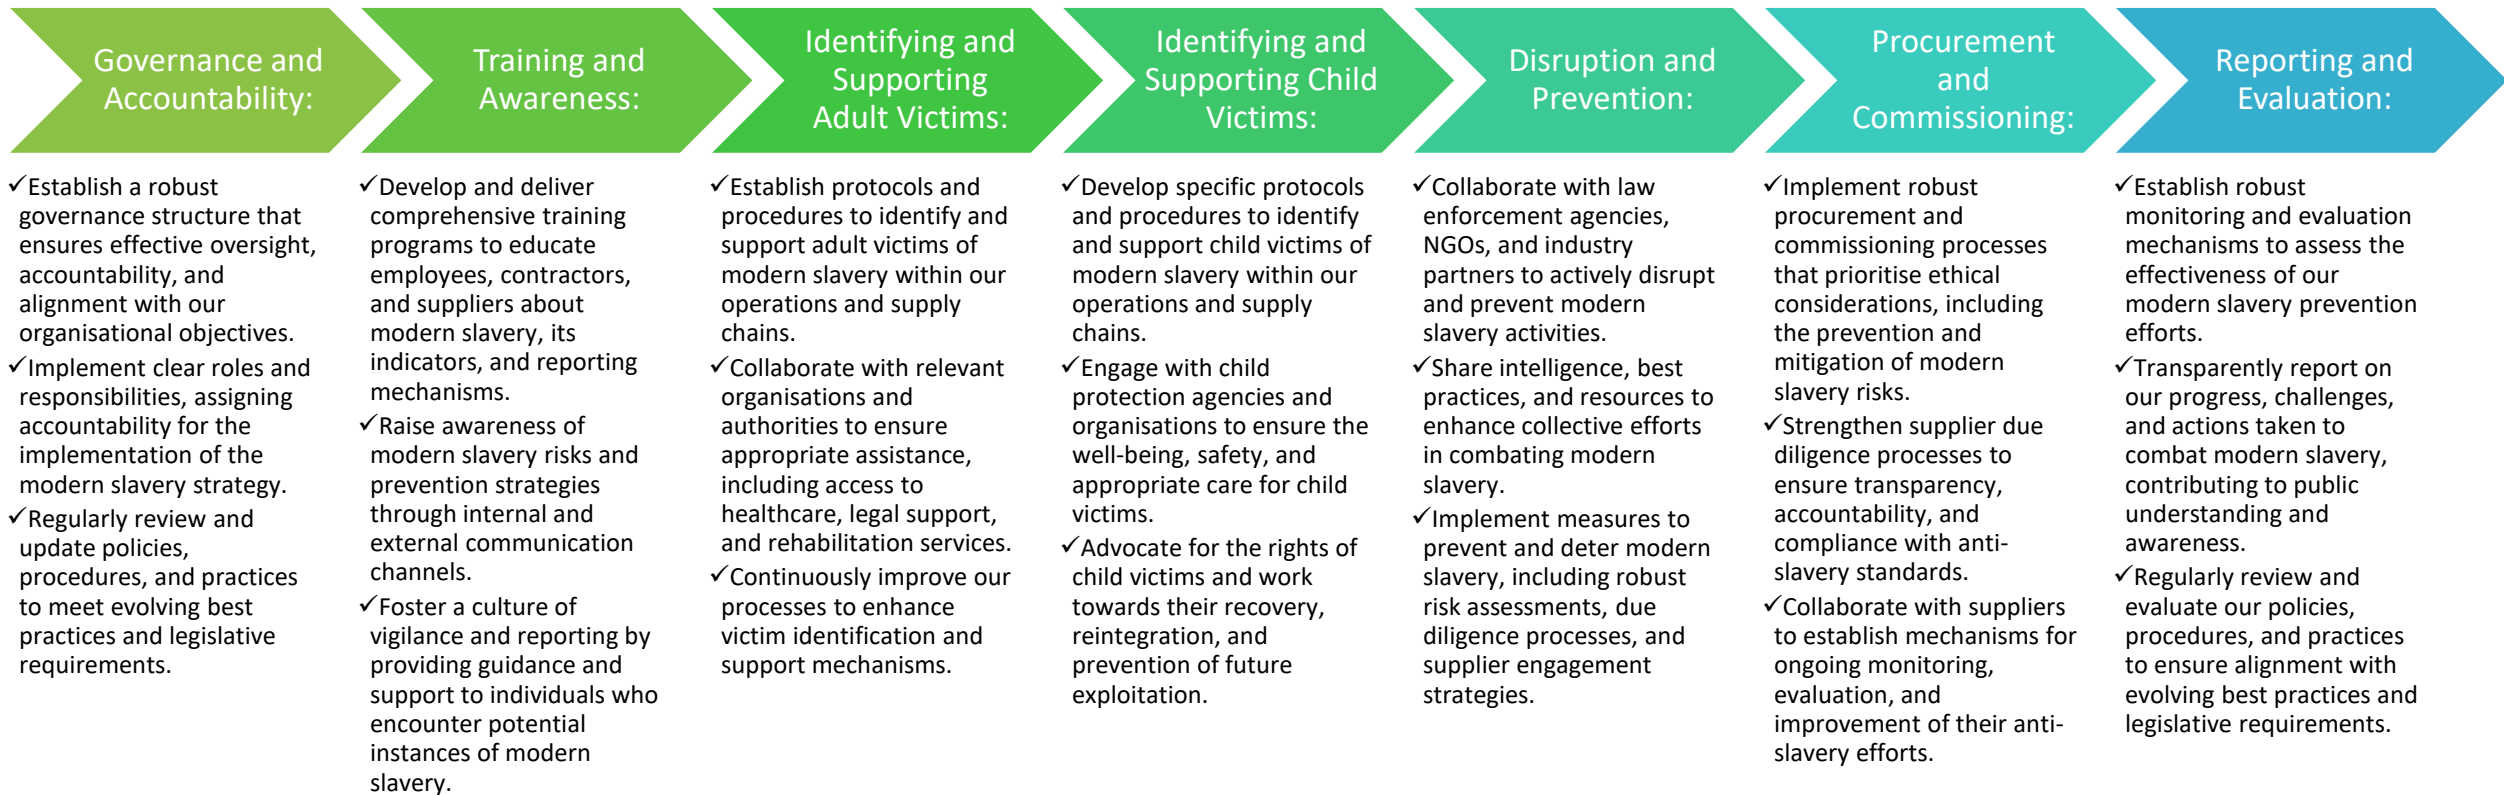 Governance and
Accountability:
✓Establish a robust
governance structure that
ensures effective oversight,
accountability, and
alignment with our
organisational objectives.
✓Implement clear roles and
responsibilities, assigning
accountability for the
implementation of the
modern slavery strategy.
✓Regularly review and
update policies,
procedures, and practices
to meet evolving best
practices and legislative
requirements.
Training and
Awareness:
✓Develop and deliver
comprehensive training
programs to educate
employees, contractors,
and suppliers about
modern slavery, its
indicators, and reporting
mechanisms.
✓Raise awareness of
modern slavery risks and
prevention strategies
through internal and
external communication
channels.
✓Foster a culture of
vigilance and reporting by
providing guidance and
support to individuals who
encounter potential
instances of modern
slavery.
Identifying and
Supporting
Adult Victims:
✓Establish protocols and
procedures to identify and
support adult victims of
modern slavery within our
operations and supply
chains.
✓Collaborate with relevant
organisations and
authorities to ensure
appropriate assistance,
including access to
healthcare, legal support,
and rehabilitation services.
✓Continuously improve our
processes to enhance
victim identification and
support mechanisms.
Identifying and
Supporting Child
Victims:
✓Develop specific protocols
and procedures to identify
and support child victims of
modern slavery within our
operations and supply
chains.
✓Engage with child
protection agencies and
organisations to ensure the
well-being, safety, and
appropriate care for child
victims.
✓Advocate for the rights of
child victims and work
towards their recovery,
reintegration, and
prevention of future
exploitation.
Disruption and
Prevention:
✓Collaborate with law
enforcement agencies,
NGOs, and industry
partners to actively disrupt
and prevent modern
slavery activities.
✓Share intelligence, best
practices, and resources to
enhance collective efforts
in combating modern
slavery.
✓Implement measures to
prevent and deter modern
slavery, including robust
risk assessments, due
diligence processes, and
supplier engagement
strategies.
Procurement
and
Commissioning:
✓Implement robust
procurement and
commissioning processes
that prioritise ethical
considerations, including
the prevention and
mitigation of modern
slavery risks.
✓Strengthen supplier due
diligence processes to
ensure transparency,
accountability, and
compliance with anti-
slavery standards.
✓Collaborate with suppliers
to establish mechanisms for
ongoing monitoring,
evaluation, and
improvement of their anti-
slavery efforts.
Reporting and
Evaluation:
✓Establish robust
monitoring and evaluation
mechanisms to assess the
effectiveness of our
modern slavery prevention
efforts.
✓Transparently report on
our progress, challenges,
and actions taken to
combat modern slavery,
contributing to public
understanding and
awareness.
✓Regularly review and
evaluate our policies,
procedures, and practices
to ensure alignment with
evolving best practices and
legislative requirements.